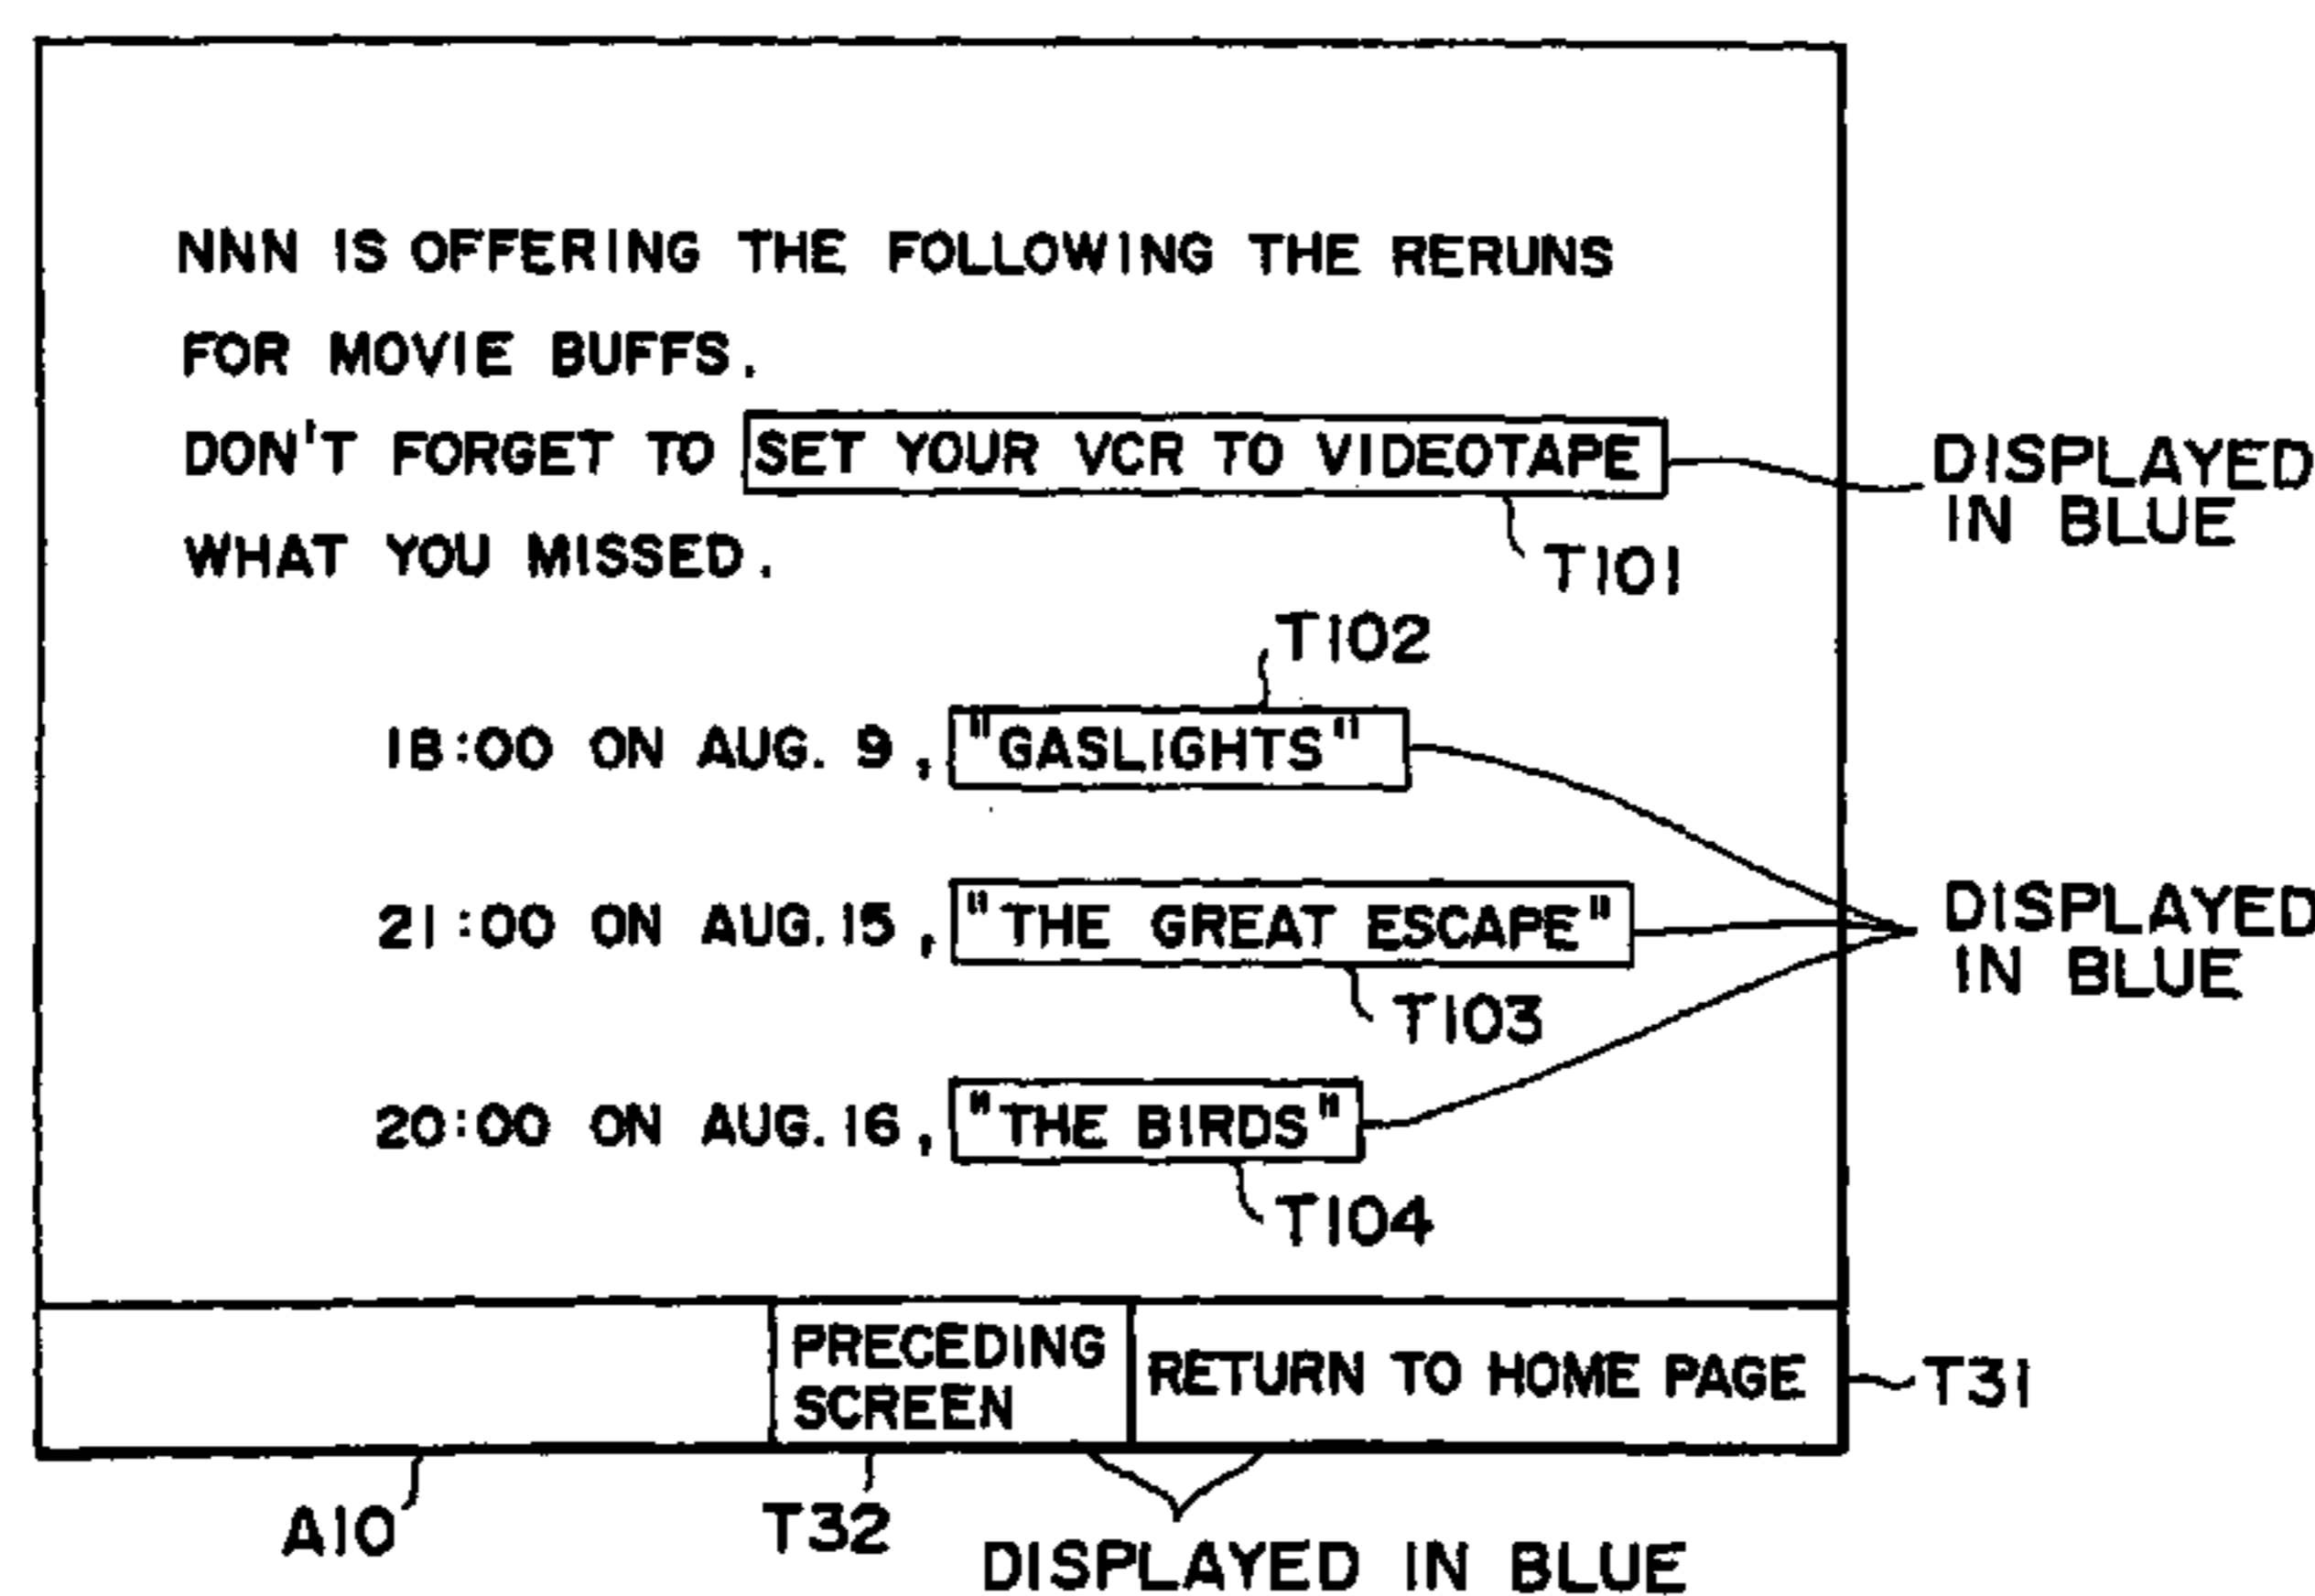 NNN IS OFFERING THE FOLLOWING THE RERUNS
FOR MOVIE BUFFS.
DON'T FORGET TO SET YOUR VCR TO VIDEOTAPE
WHAT YOU MISSED.
DISPLAYED
IN BLUE
T101
T102
18:00 ON AUG. 9, "GASLIGHTS"
21:00 ON AUG. 15, "THE GREAT ESCAPE"
DISPLAYED
IN BLUE
T103
20:00 ON AUG. 16, "THE BIRDS"
T104
PRECEDING
SCREEN
RETURN TO HOME PAGE
T31
A10
T32
DISPLAYED IN BLUE